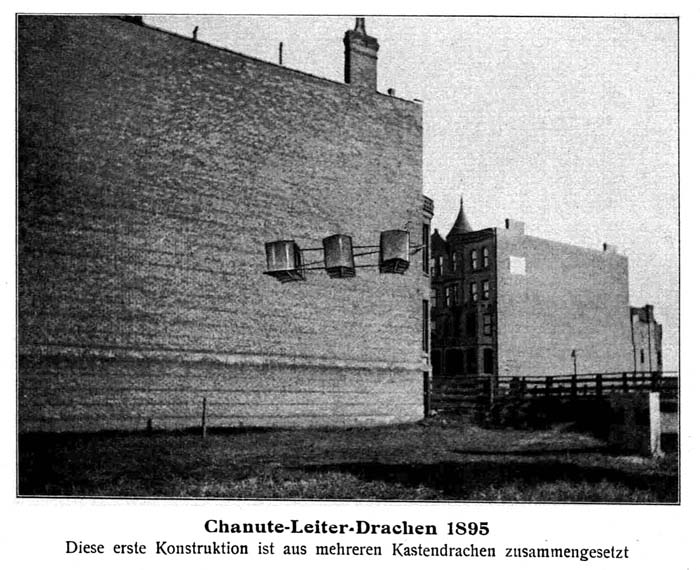 Chanute-Leiter-Drachen 1895
Diese erste Konstruktion ist aus mehreren Kastendrachen zusammengesetzt